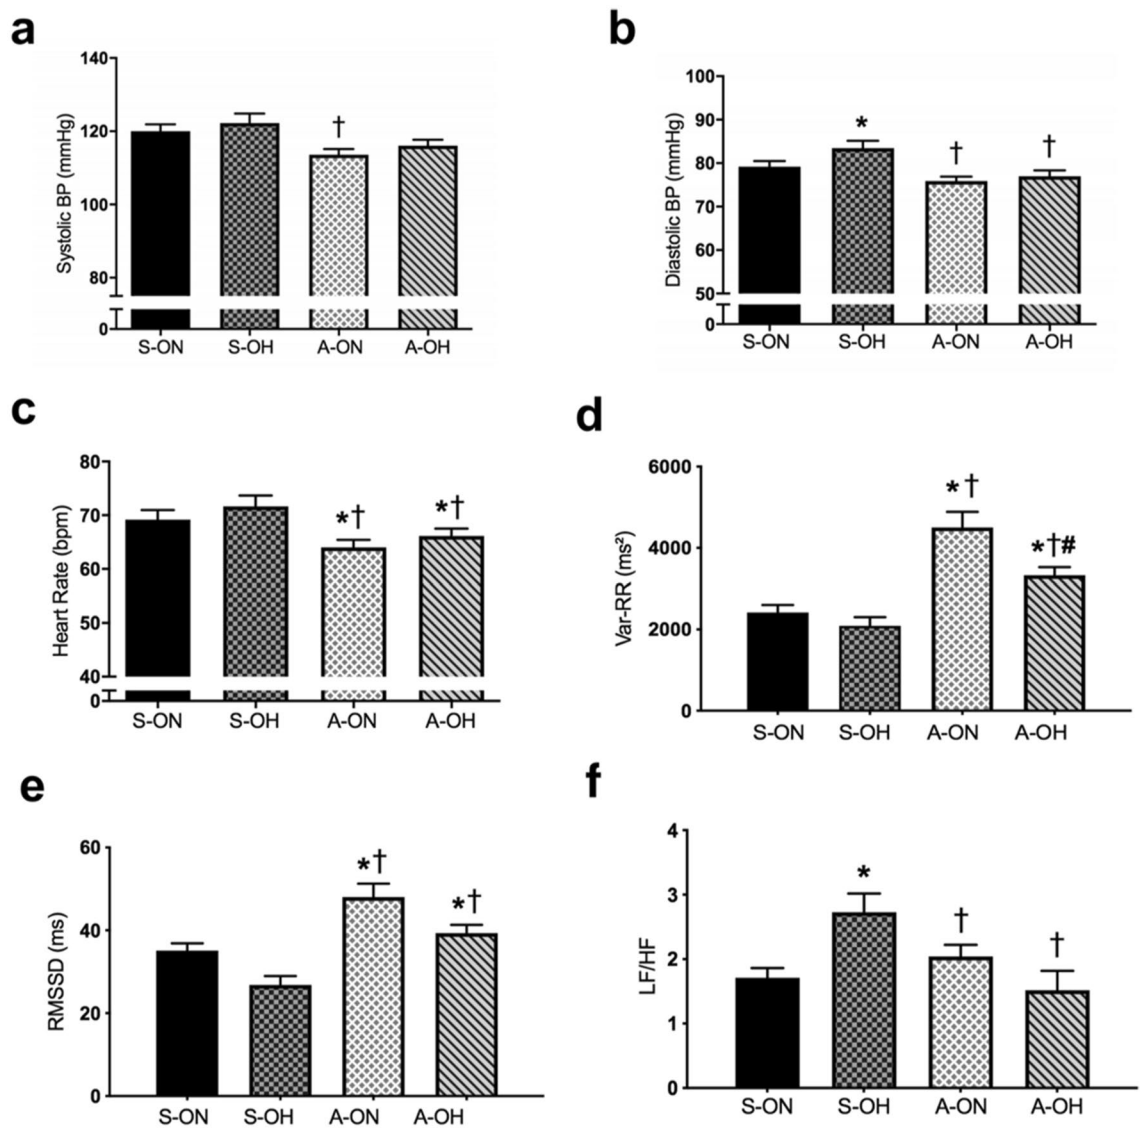 a
140
120
100
80
0
Systolic BP (mmHg)
†
S-ON S-OH A-ON A-OH
b
100
90
80
70
60
50
0
Diastolic BP (mmHg)
* † †
S-ON S-OH A-ON A-OH
c
80
70
60
50
40
0
Heart Rate (bpm)
*† *†
S-ON S-OH A-ON A-OH
d
6000
4000
2000
0
Var-RR (ms²)
*† *†#
S-ON S-OH A-ON A-OH
e
60
40
20
0
RMSSD (ms)
*† *†
S-ON S-OH A-ON A-OH
f
4
3
2
1
0
LF/HF
* † †
S-ON S-OH A-ON A-OH